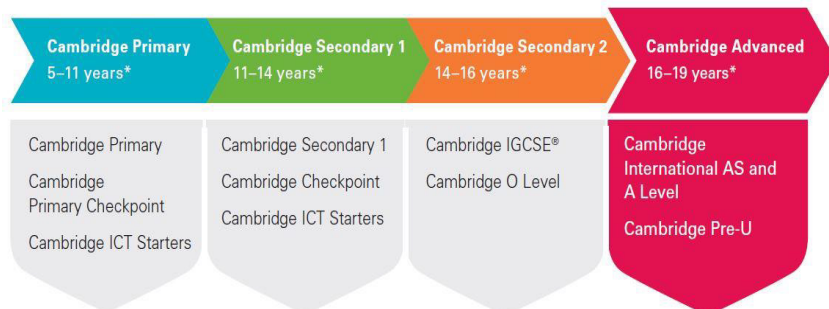 Cambridge Primary
5–11 years*
Cambridge Secondary 1
11–14 years*
Cambridge Secondary 2
14–16 years*
Cambridge Advanced
16–19 years*
Cambridge Primary
Cambridge
Primary Checkpoint
Cambridge ICT Starters
Cambridge Secondary 1
Cambridge Checkpoint
Cambridge ICT Starters
Cambridge IGCSE®
Cambridge O Level
Cambridge
International AS and
A Level
Cambridge Pre-U